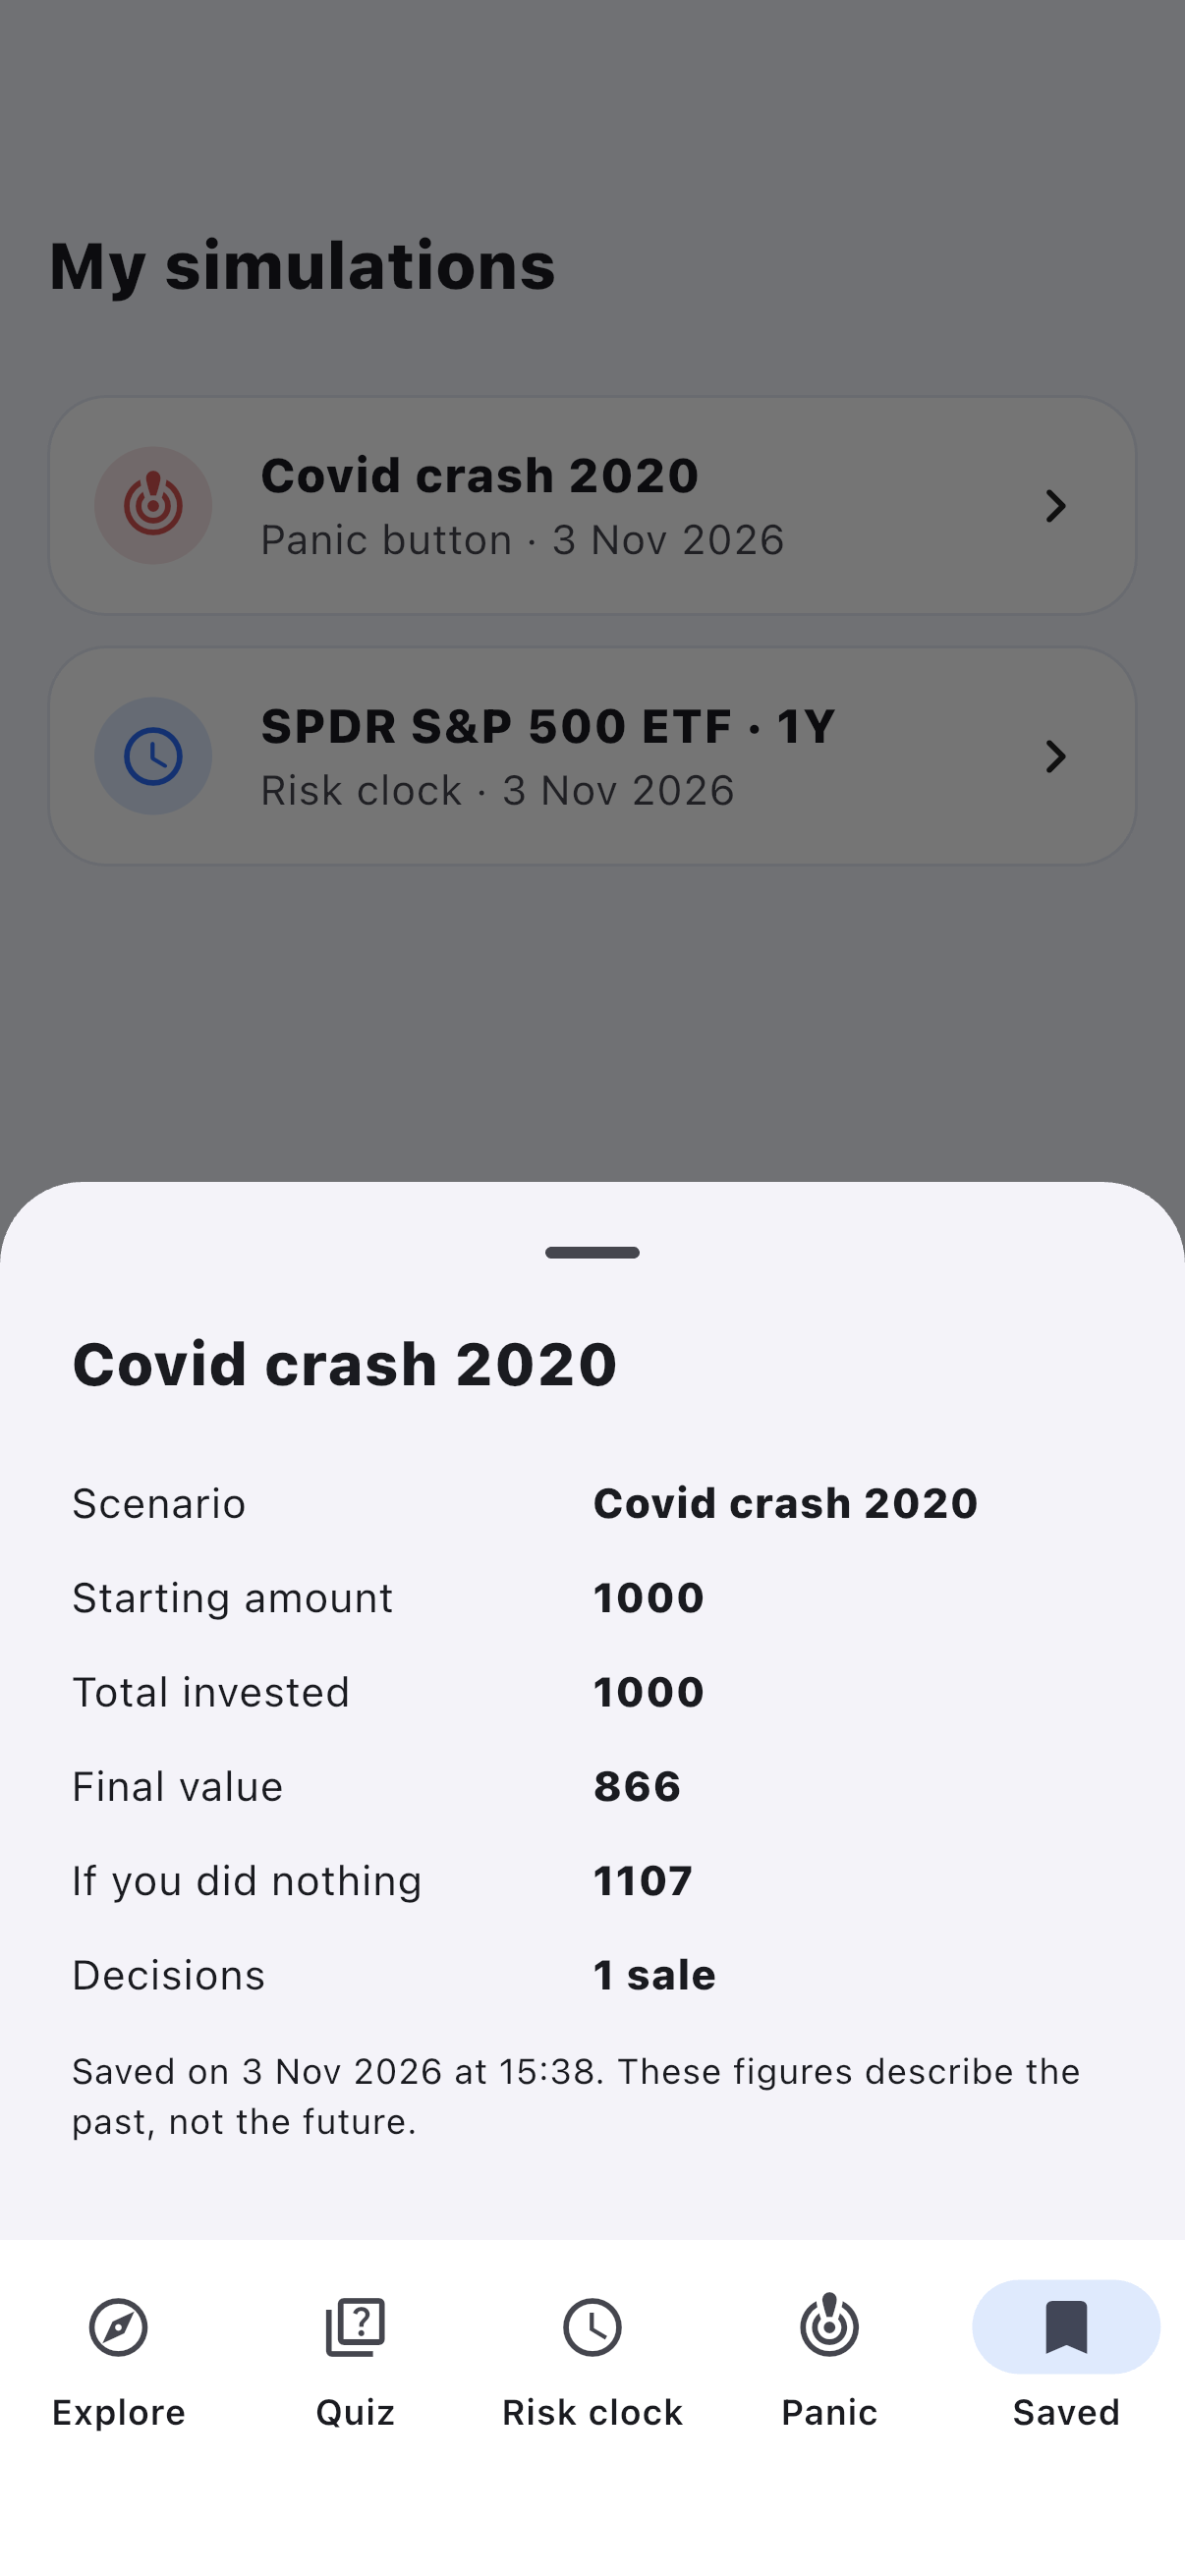 My simulations
Covid crash 2020
Panic button · 3 Nov 2026
SPDR S&P 500 ETF · 1Y
Risk clock · 3 Nov 2026
Covid crash 2020
Scenario Covid crash 2020
Starting amount 1000
Total invested 1000
Final value 866
If you did nothing 1107
Decisions 1 sale
Saved on 3 Nov 2026 at 15:38. These figures describe the
past, not the future.
Explore Quiz Risk clock Panic Saved